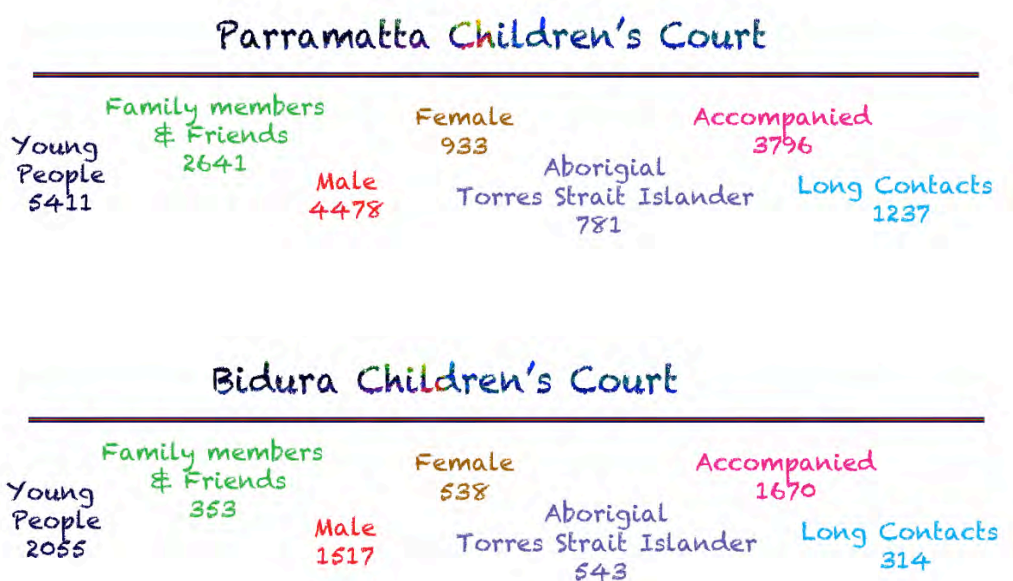 Parramatta Children's Court
Young
People
5411
Family members
& Friends
2641
Male
4478
Female
933
Aborigial
Torres Strait Islander
781
Accompanied
3796
Long Contacts
1237
Bidura Children's Court
Young
People
2055
Family members
& Friends
353
Male
1517
Female
538
Aborigial
Torres Strait Islander
543
Accompanied
1670
Long Contacts
314